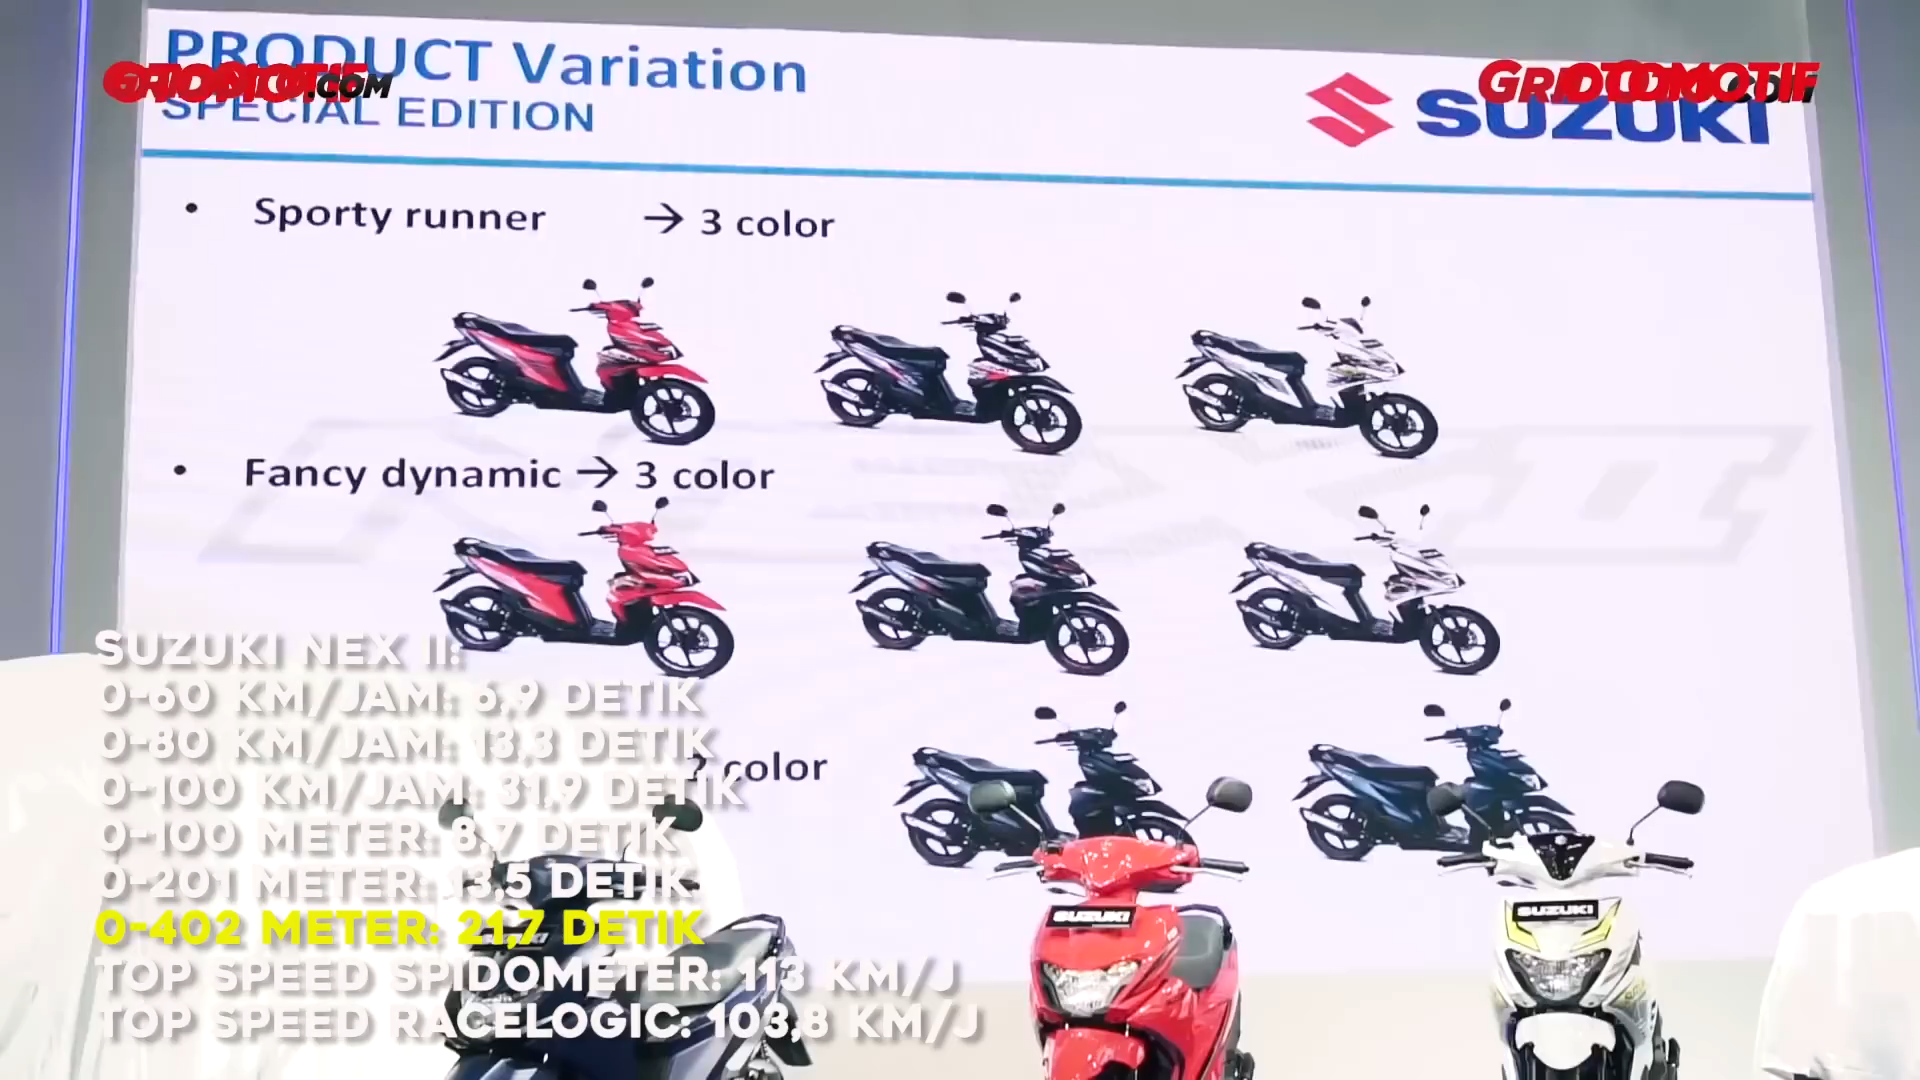 PRODUCT Variation
SPECIAL EDITION
SUZUKI
• Sporty runner → 3 color
• Fancy dynamic → 3 color
2 color
SUZUKI NEX II:
0-60 KM/JAM: 6,9 DETIK
0-80 KM/JAM: 13,3 DETIK
0-100 KM/JAM: 31,9 DETIK
0-100 METER: 8,7 DETIK
0-201 METER: 13,5 DETIK
0-402 METER: 21,7 DETIK
TOP SPEED SPIDOMETER: 113 KM/J
TOP SPEED RACELOGIC: 103,8 KM/J
SUZUKI
SUZUKI
NEX II